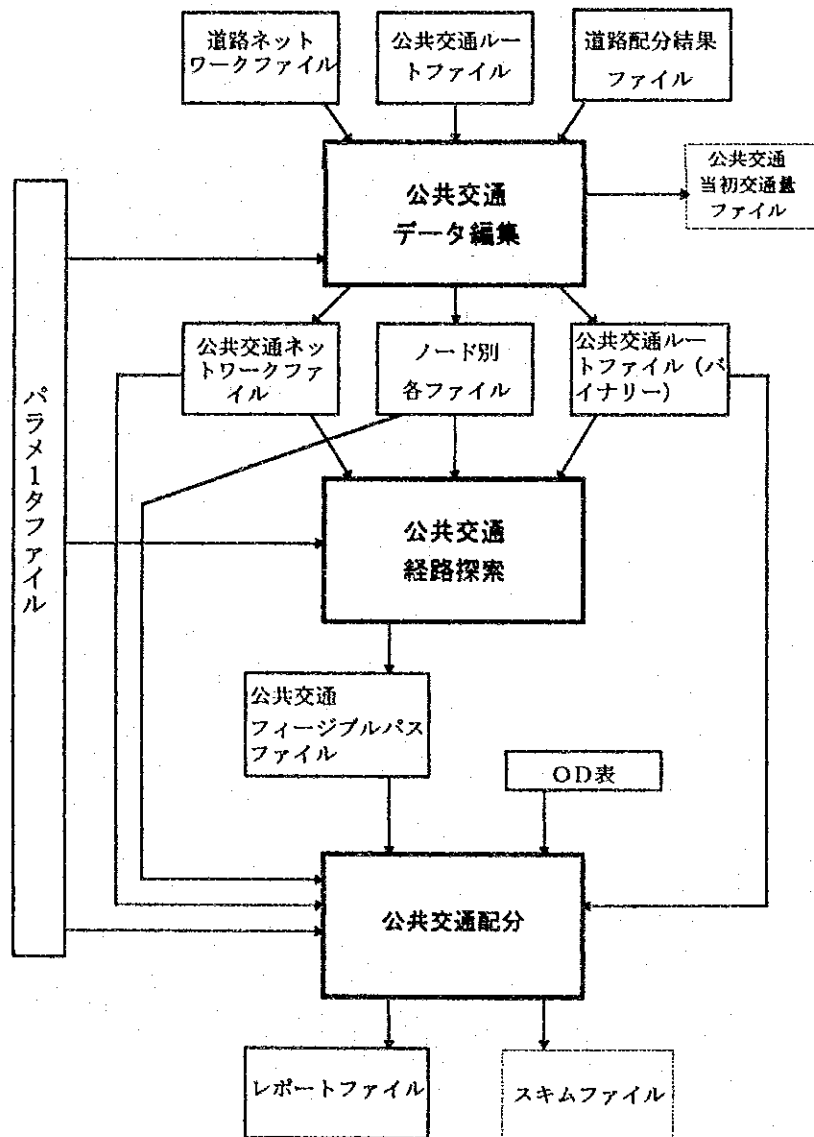 道路ネット
ワークファイル
公共交通ルー
トファイル
道路配分結果
ファイル
公共交通
データ編集
公共交通
当初交通量
ファイル
パラメータファイル
公共交通ネッ
トワークファ
イル
ノード別
各ファイル
公共交通ルー
トファイル(バ
イナリー)
公共交通
経路探索
公共交通
フィージブルパス
ファイル
OD表
公共交通配分
レポートファイル
スキムファイル